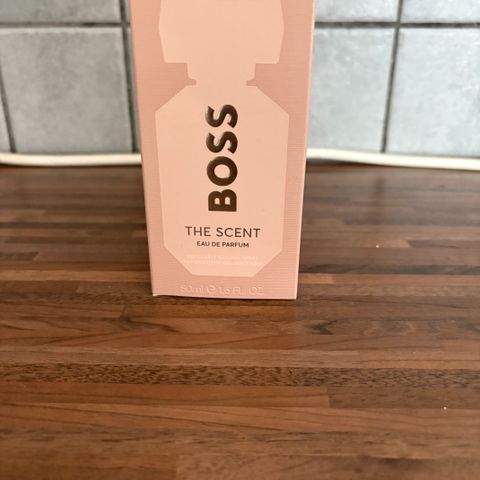 BOSS
THE SCENT
EAU DE PARFUM
50ml ℮ 1.6 FL. OZ.